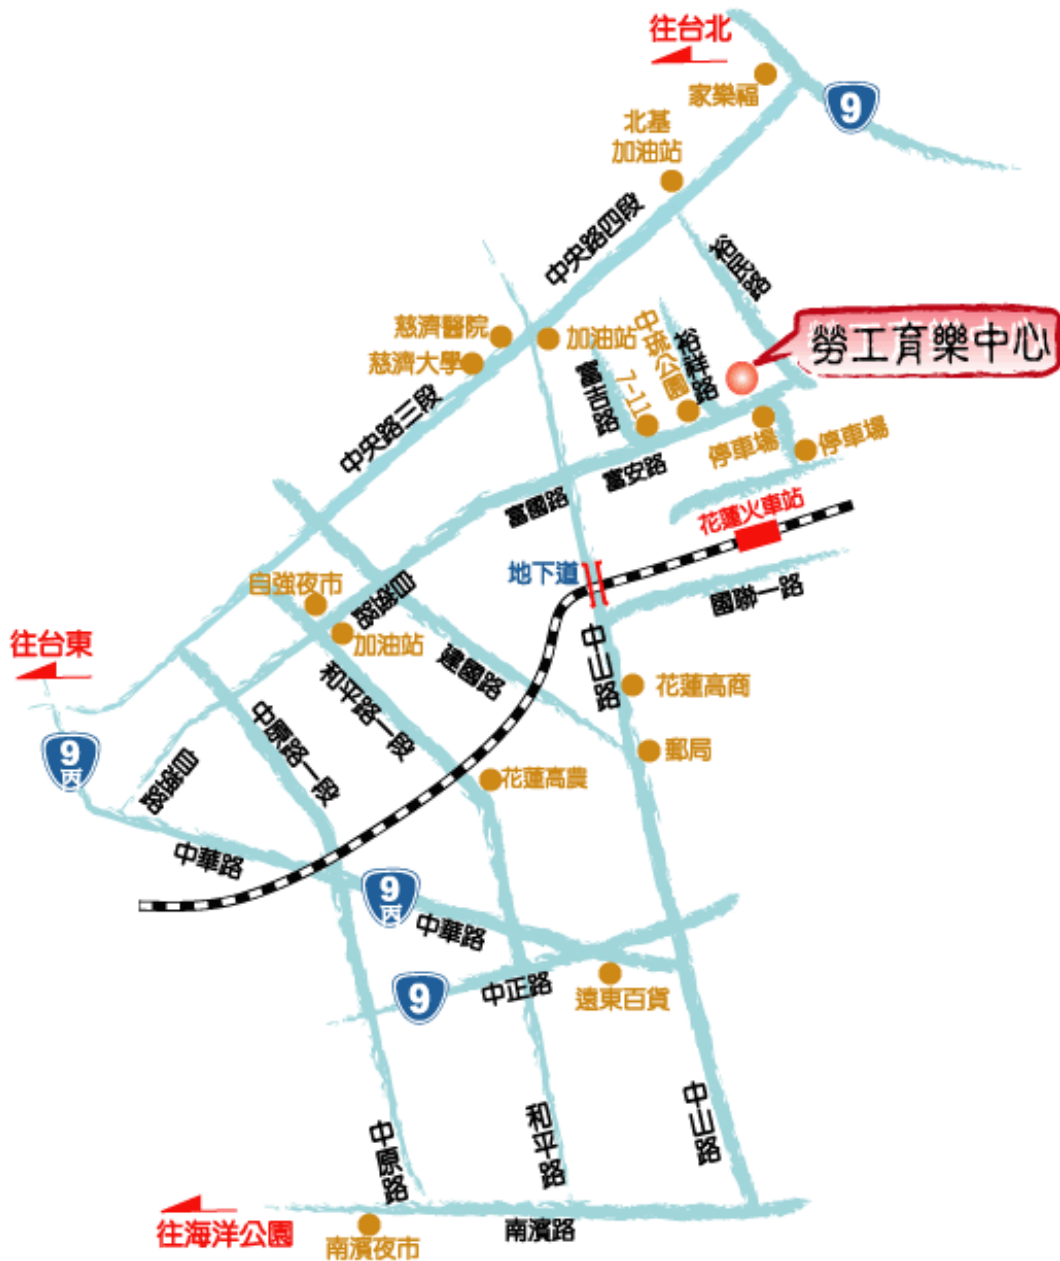 往台北
家樂福
9
北基
加油站
中央路四段
裕民路
慈濟醫院
加油站
中琉公園
裕祥路
勞工育樂中心
慈濟大學
富吉路
7-11
中央路三段
停車場
停車場
富安路
富國路
花蓮火車站
地下道
自強夜市
自強路
國聯一路
往台東
加油站
建國路
中山路
和平路一段
花蓮高商
中原路一段
9
丙
郵局
自強路
花蓮高農
中華路
9
丙
中華路
9
中正路
遠東百貨
中山路
和平路
中原路
往海洋公園
南濱路
南濱夜市